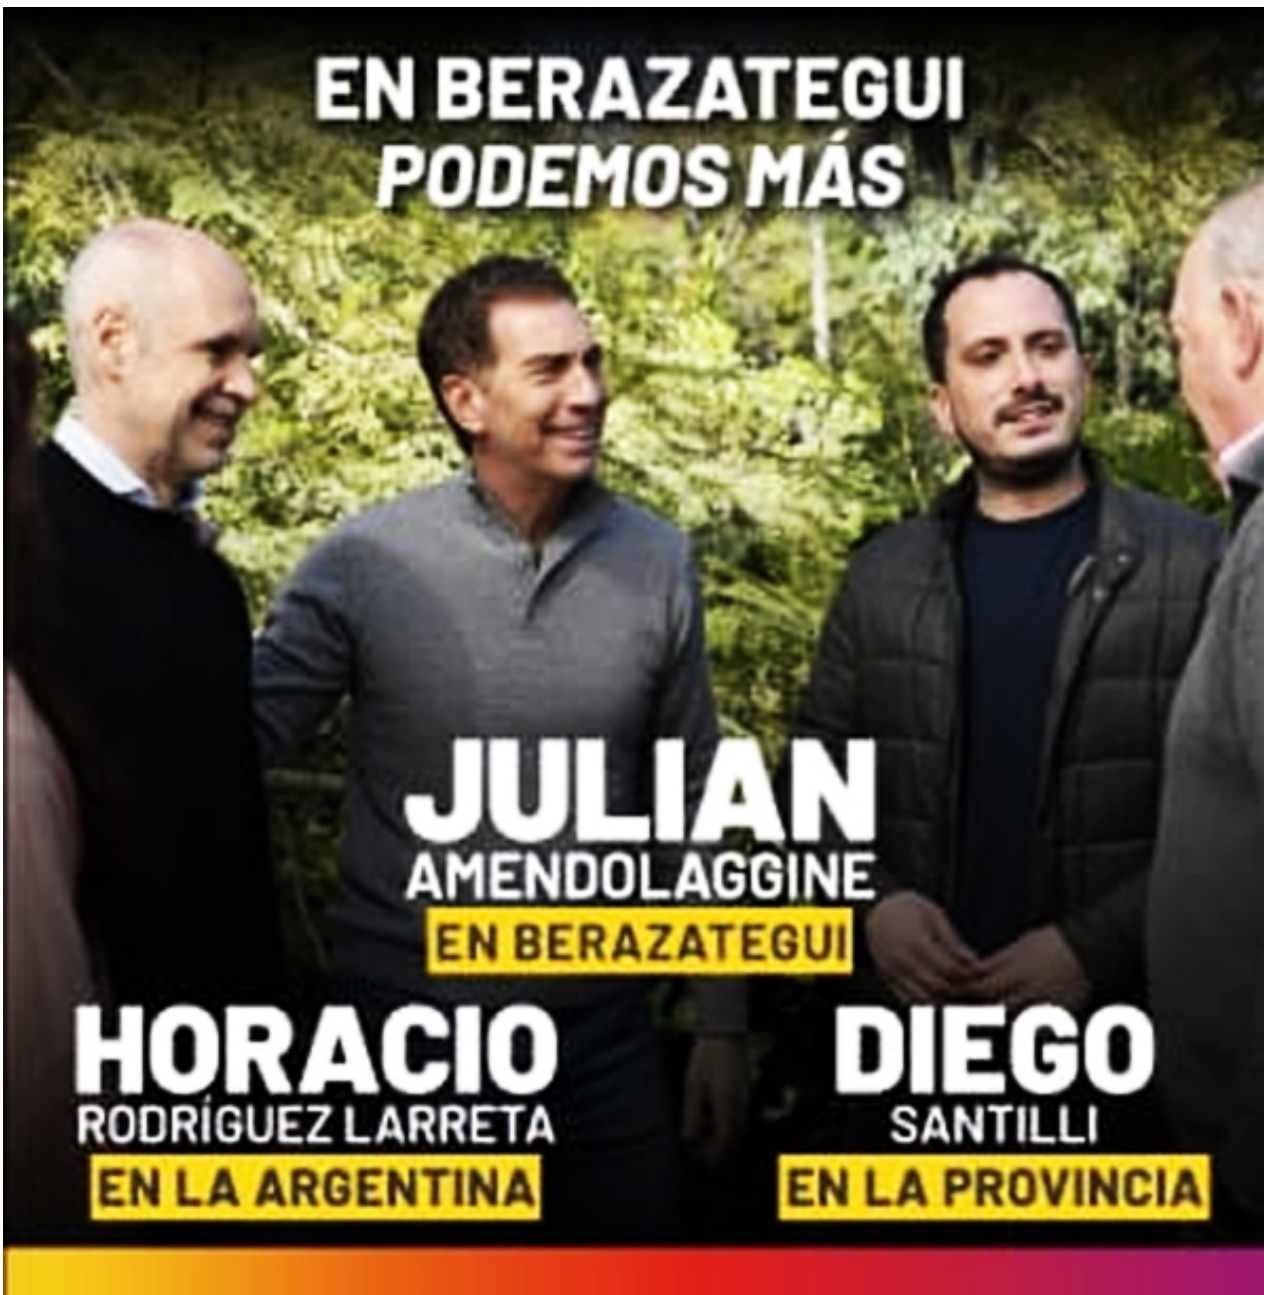 EN BERAZATEGUI
PODEMOS MÁS
JULIAN
AMENDOLAGGINE
EN BERAZATEGUI
HORACIO
RODRÍGUEZ LARRETA
EN LA ARGENTINA
DIEGO
SANTILLI
EN LA PROVINCIA